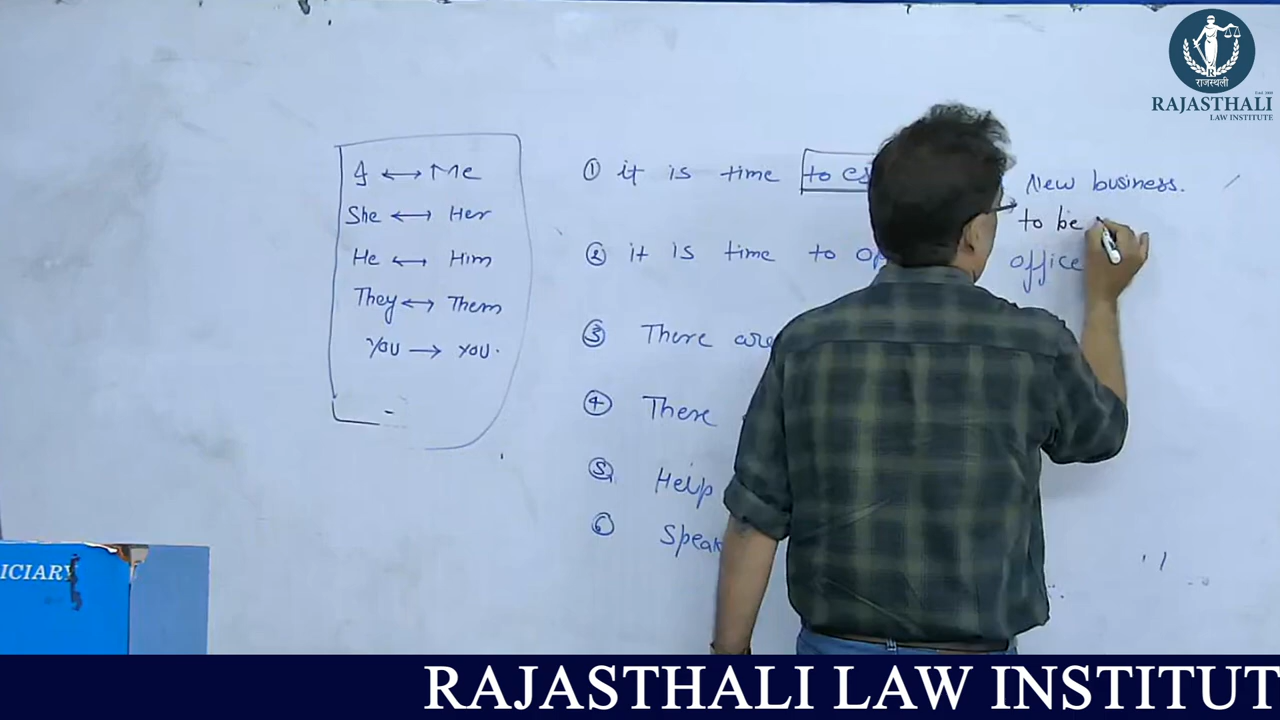 राजस्थली
RAJASTHALI
LAW INSTITUTE
I ↔ Me
She ↔ Her
He ↔ Him
They ↔ Them
You → You.
① it is time to es New business.
to be
② it is time to op office
③ There are
④ There
⑤ Help
⑥ Speak
ICIARY
RAJASTHALI LAW INSTITUT